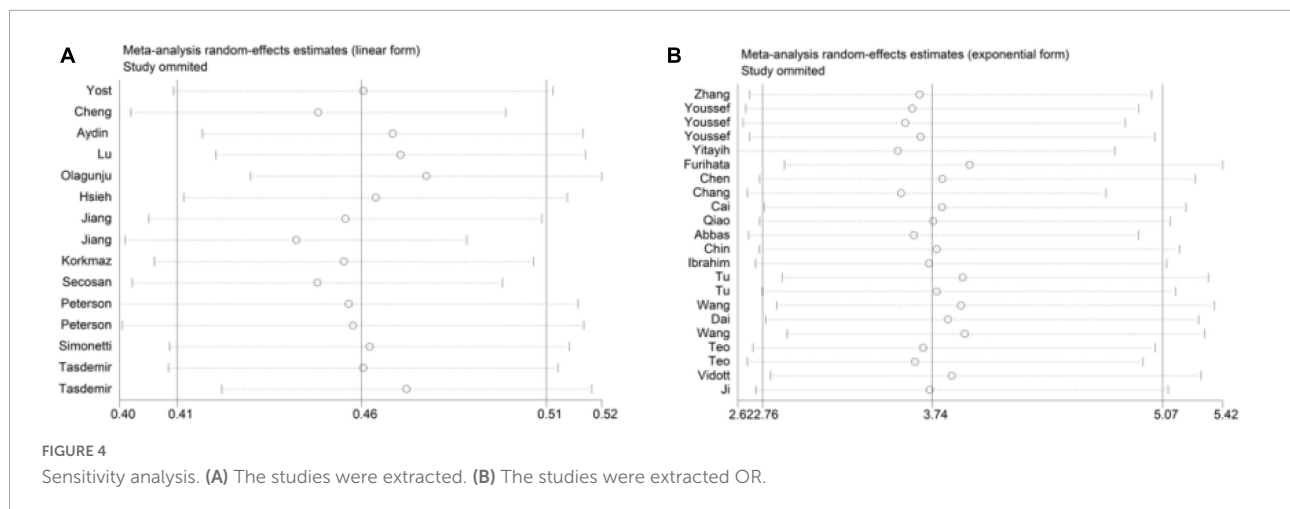 A
Meta-analysis random-effects estimates (linear form)
Study ommited
Yost
Cheng
Aydin
Lu
Olagunju
Hsieh
Jiang
Jiang
Korkmaz
Secosan
Peterson
Peterson
Simonetti
Tasdemir
Tasdemir
0.40 0.41 0.46 0.51 0.52
B
Meta-analysis random-effects estimates (exponential form)
Study ommited
Zhang
Youssef
Youssef
Youssef
Yitayih
Furihata
Chen
Chang
Cai
Qiao
Abbas
Chin
Ibrahim
Tu
Tu
Wang
Dai
Wang
Teo
Teo
Vidott
Ji
2.62 2.76 3.74 5.07 5.42
FIGURE 4
Sensitivity analysis. (A) The studies were extracted. (B) The studies were extracted OR.